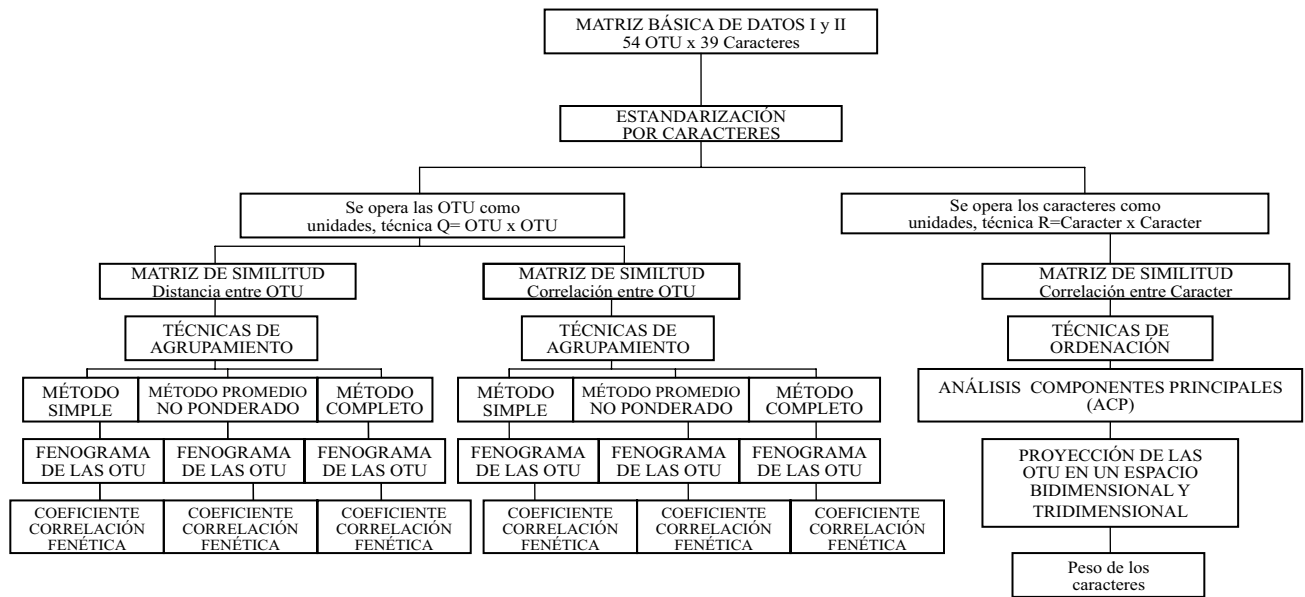 MATRIZ BÁSICA DE DATOS I y II
54 OTU x 39 Caracteres
ESTANDARIZACIÓN
POR CARACTERES
Se opera las OTU como
unidades, técnica Q= OTU x OTU
Se opera los caracteres como
unidades, técnica R=Caracter x Caracter
MATRIZ DE SIMILITUD
Distancia entre OTU
MATRIZ DE SIMILTUD
Correlación entre OTU
MATRIZ DE SIMILITUD
Correlación entre Caracter
TÉCNICAS DE
AGRUPAMIENTO
TÉCNICAS DE
AGRUPAMIENTO
TÉCNICAS DE
ORDENACIÓN
MÉTODO
SIMPLE
MÉTODO PROMEDIO
NO PONDERADO
MÉTODO
COMPLETO
MÉTODO
SIMPLE
MÉTODO PROMEDIO
NO PONDERADO
MÉTODO
COMPLETO
ANÁLISIS COMPONENTES PRINCIPALES
(ACP)
FENOGRAMA
DE LAS OTU
FENOGRAMA
DE LAS OTU
FENOGRAMA
DE LAS OTU
FENOGRAMA
DE LAS OTU
FENOGRAMA
DE LAS OTU
FENOGRAMA
DE LAS OTU
PROYECCIÓN DE LAS
OTU EN UN ESPACIO
BIDIMENSIONAL Y
TRIDIMENSIONAL
COEFICIENTE
CORRELACIÓN
FENÉTICA
COEFICIENTE
CORRELACIÓN
FENÉTICA
COEFICIENTE
CORRELACIÓN
FENÉTICA
COEFICIENTE
CORRELACIÓN
FENÉTICA
COEFICIENTE
CORRELACIÓN
FENÉTICA
COEFICIENTE
CORRELACIÓN
FENÉTICA
Peso de los
caracteres